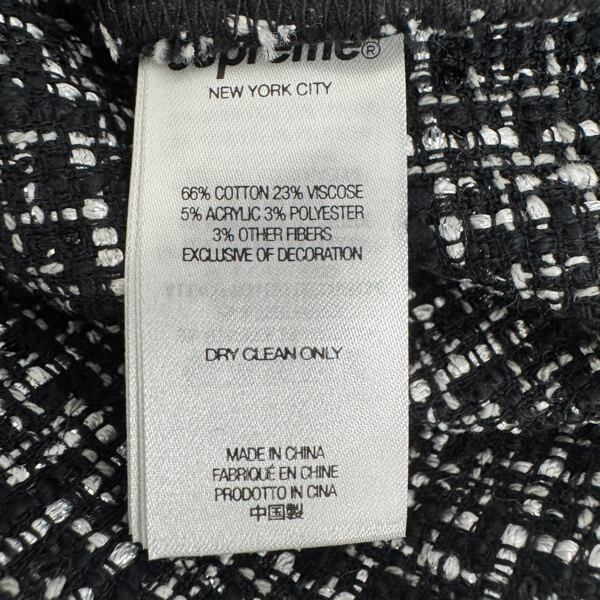 Supreme®
NEW YORK CITY
66% COTTON 23% VISCOSE
5% ACRYLIC 3% POLYESTER
3% OTHER FIBERS
EXCLUSIVE OF DECORATION
DRY CLEAN ONLY
MADE IN CHINA
FABRIQUÉ EN CHINE
PRODOTTO IN CINA
中国製